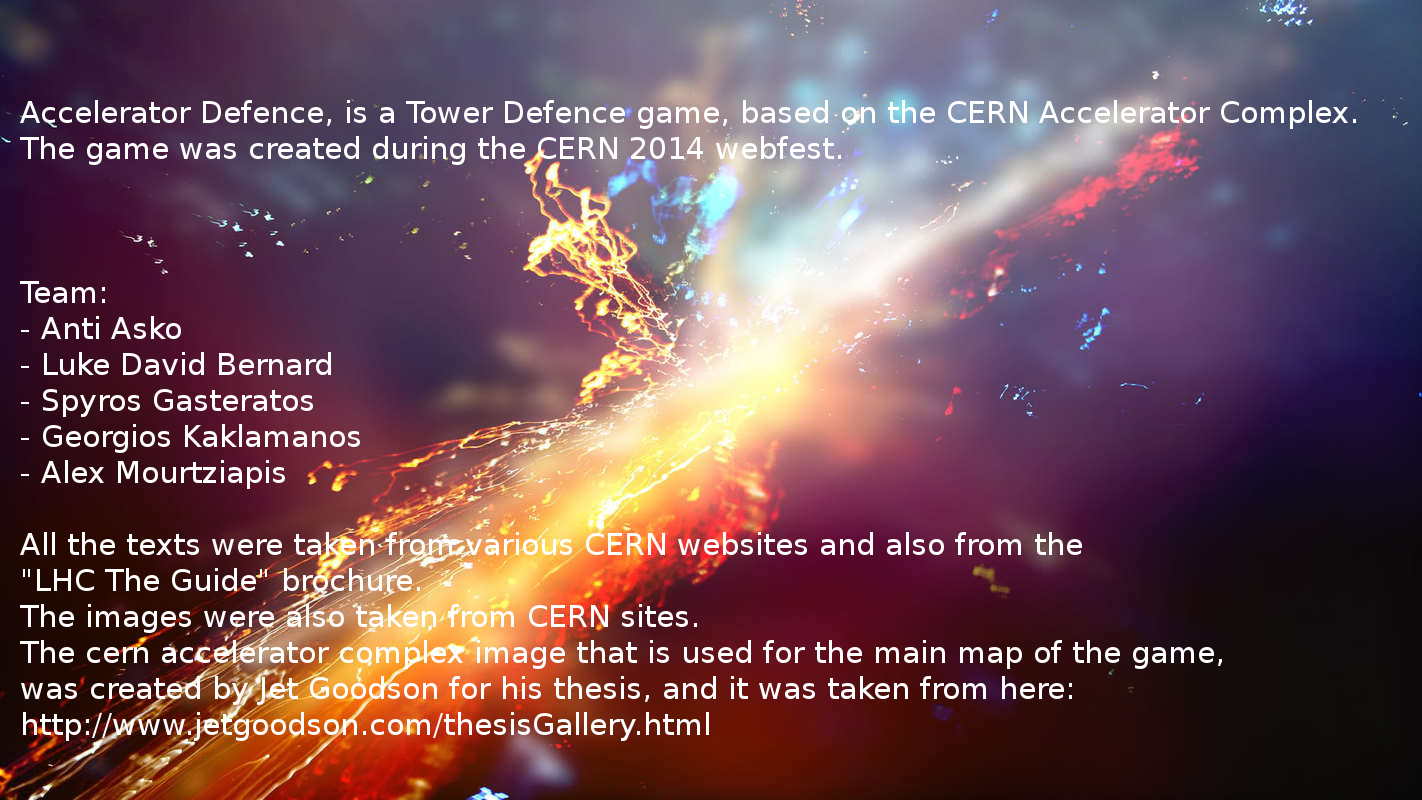 Accelerator Defence, is a Tower Defence game, based on the CERN Accelerator Complex.
The game was created during the CERN 2014 webfest.
Team:
- Anti Asko
- Luke David Bernard
- Spyros Gasteratos
- Georgios Kaklamanos
- Alex Mourtziapis
All the texts were taken from various CERN websites and also from the
"LHC The Guide" brochure.
The images were also taken from CERN sites.
The cern accelerator complex image that is used for the main map of the game,
was created by Jet Goodson for his thesis, and it was taken from here:
http://www.jetgoodson.com/thesisGallery.html